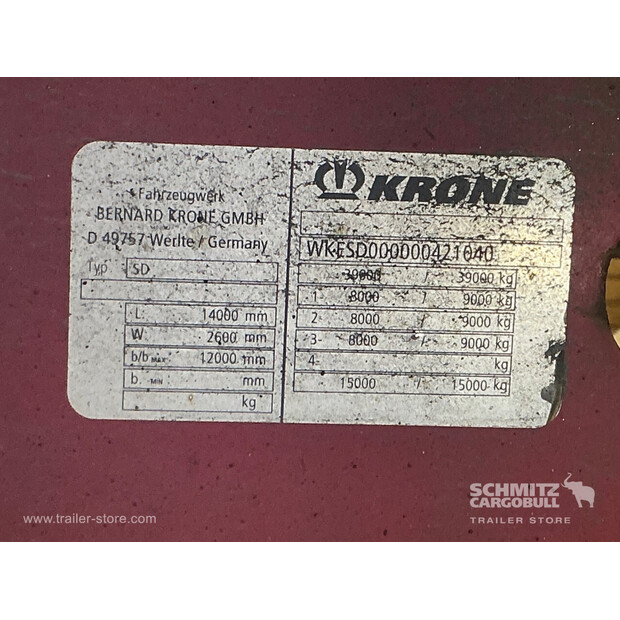 Fahrzeugwerk
BERNARD KRONE GMBH
D 49757 Werlte / Germany
Typ SD
L: 14000 mm
W: 2600 mm
b/b MAX 12000 mm
b. MIN mm
kg
KRONE
WKESD000000421040
39000 / 39000 kg
1 8000 / 9000 kg
2- 8000 / 9000 kg
3- 8000 / 9000 kg
4- kg
15000 / 15000 kg
SCHMITZ
CARGOBULL
TRAILER STORE
www.trailer-store.com